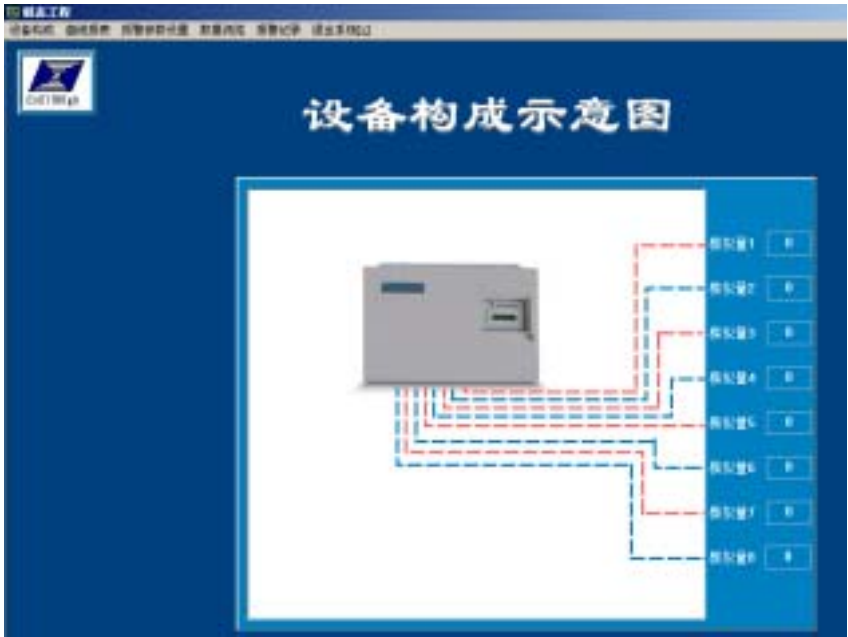 组态工程
设备构成 曲线报表 报警参数设置 数据浏览 报警记录 退出系统
设备构成示意图
模拟量1 0
模拟量2 0
模拟量3 0
模拟量4 0
模拟量5 0
模拟量6 0
模拟量7 0
模拟量8 0